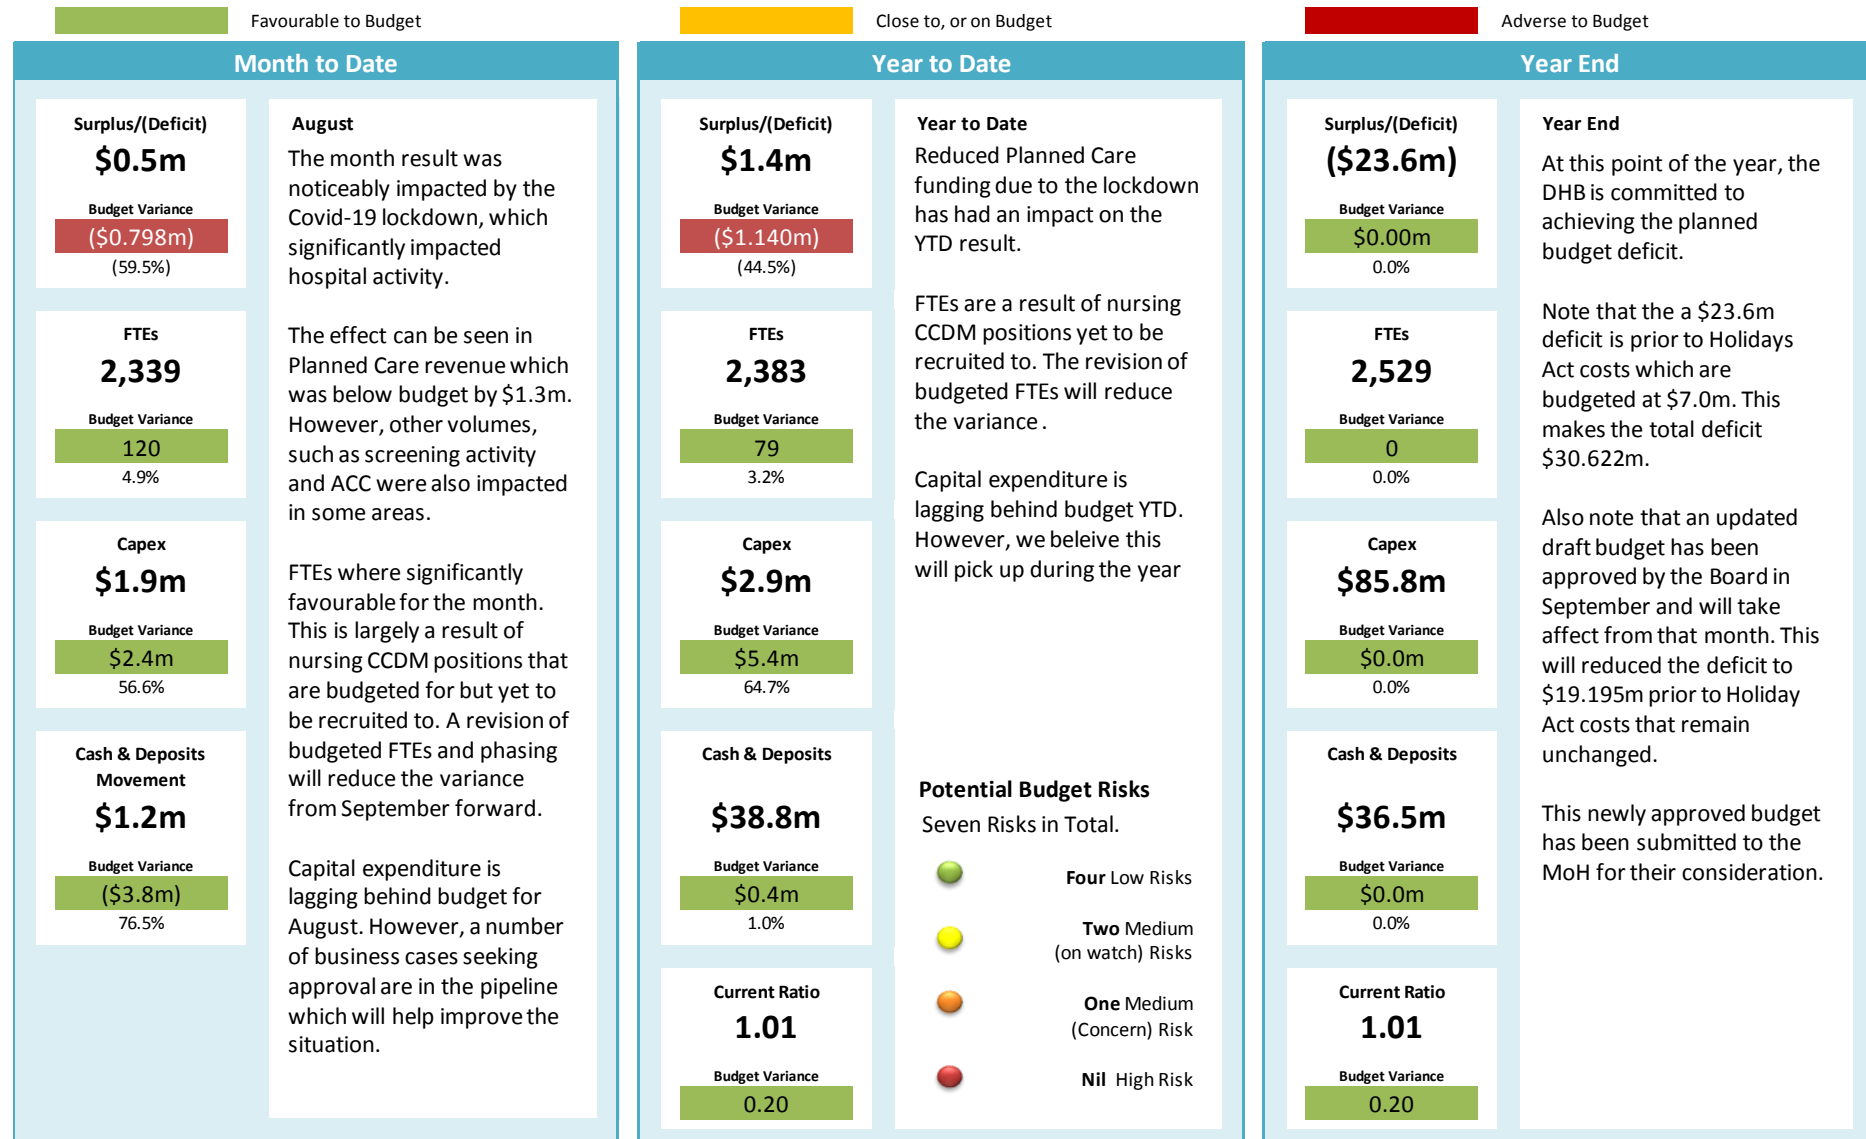 Favourable to Budget
Close to, or on Budget
Adverse to Budget
Month to Date
Surplus/(Deficit)
$0.5m
Budget Variance
($0.798m)
(59.5%)
FTEs
2,339
Budget Variance
120
4.9%
Capex
$1.9m
Budget Variance
$2.4m
56.6%
Cash & Deposits
Movement
$1.2m
Budget Variance
($3.8m)
76.5%
August
The month result was
noticeably impacted by the
Covid-19 lockdown, which
significantly impacted
hospital activity.
The effect can be seen in
Planned Care revenue which
was below budget by $1.3m.
However, other volumes,
such as screening activity
and ACC were also impacted
in some areas.
FTEs where significantly
favourable for the month.
This is largely a result of
nursing CCDM positions that
are budgeted for but yet to
be recruited to. A revision of
budgeted FTEs and phasing
will reduce the variance
from September forward.
Capital expenditure is
lagging behind budget for
August. However, a number
of business cases seeking
approval are in the pipeline
which will help improve the
situation.
Year to Date
Surplus/(Deficit)
$1.4m
Budget Variance
($1.140m)
(44.5%)
FTEs
2,383
Budget Variance
79
3.2%
Capex
$2.9m
Budget Variance
$5.4m
64.7%
Cash & Deposits
$38.8m
Budget Variance
$0.4m
1.0%
Current Ratio
1.01
Budget Variance
0.20
Year to Date
Reduced Planned Care
funding due to the lockdown
has had an impact on the
YTD result.
FTEs are a result of nursing
CCDM positions yet to be
recruited to. The revision of
budgeted FTEs will reduce
the variance .
Capital expenditure is
lagging behind budget YTD.
However, we beleive this
will pick up during the year
Potential Budget Risks
Seven Risks in Total.
Four Low Risks
Two Medium
(on watch) Risks
One Medium
(Concern) Risk
Nil High Risk
Year End
Surplus/(Deficit)
($23.6m)
Budget Variance
$0.00m
0.0%
FTEs
2,529
Budget Variance
0
0.0%
Capex
$85.8m
Budget Variance
$0.0m
0.0%
Cash & Deposits
$36.5m
Budget Variance
$0.0m
0.0%
Current Ratio
1.01
Budget Variance
0.20
Year End
At this point of the year, the
DHB is committed to
achieving the planned
budget deficit.
Note that the a $23.6m
deficit is prior to Holidays
Act costs which are
budgeted at $7.0m. This
makes the total deficit
$30.622m.
Also note that an updated
draft budget has been
approved by the Board in
September and will take
affect from that month. This
will reduced the deficit to
$19.195m prior to Holiday
Act costs that remain
unchanged.
This newly approved budget
has been submitted to the
MoH for their consideration.